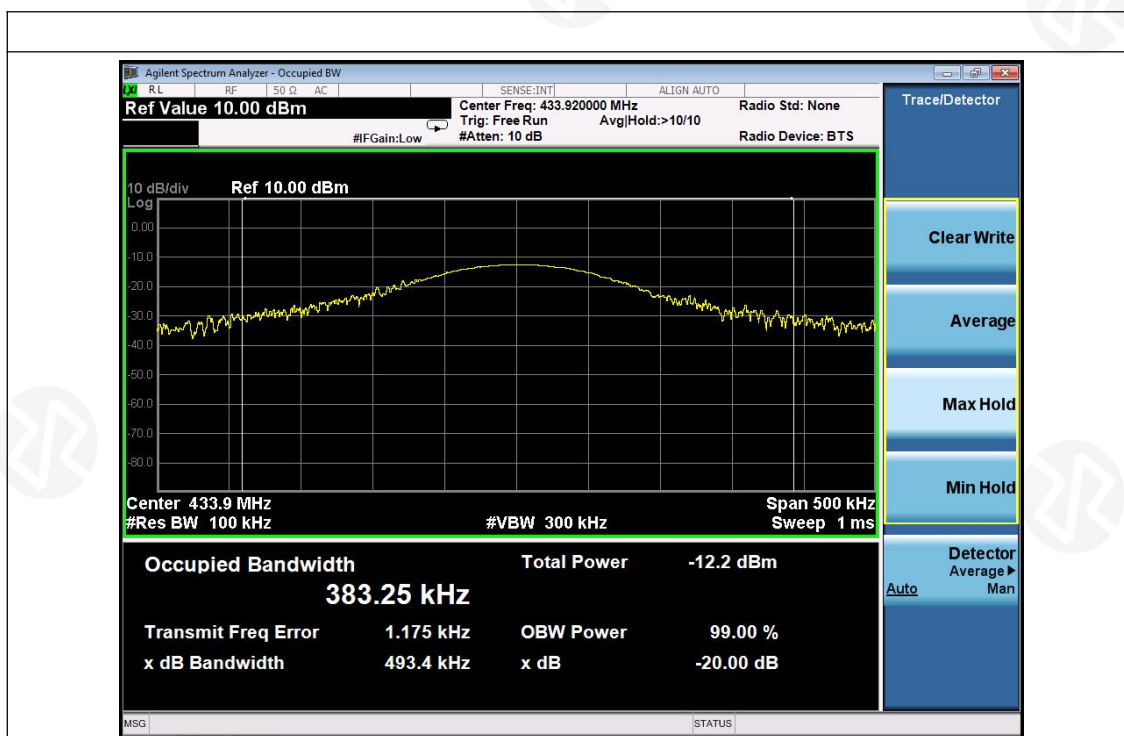 Agilent Spectrum Analyzer - Occupied BW
LXI RL RF 50 Ω AC SENSE:INT ALIGN AUTO
Ref Value 10.00 dBm
Center Freq: 433.920000 MHz Radio Std: None
Trig: Free Run Avg|Hold:>10/10
#IFGain:Low #Atten: 10 dB Radio Device: BTS
10 dB/div Ref 10.00 dBm
Log
0.00
-10.0
-20.0
-30.0
-40.0
-50.0
-60.0
-70.0
-80.0
Center 433.9 MHz Span 500 kHz
#Res BW 100 kHz #VBW 300 kHz Sweep 1 ms
Occupied Bandwidth Total Power -12.2 dBm
383.25 kHz
Transmit Freq Error 1.175 kHz OBW Power 99.00 %
x dB Bandwidth 493.4 kHz x dB -20.00 dB
MSG STATUS
Trace/Detector
Clear Write
Average
Max Hold
Min Hold
Detector
Average
Auto Man